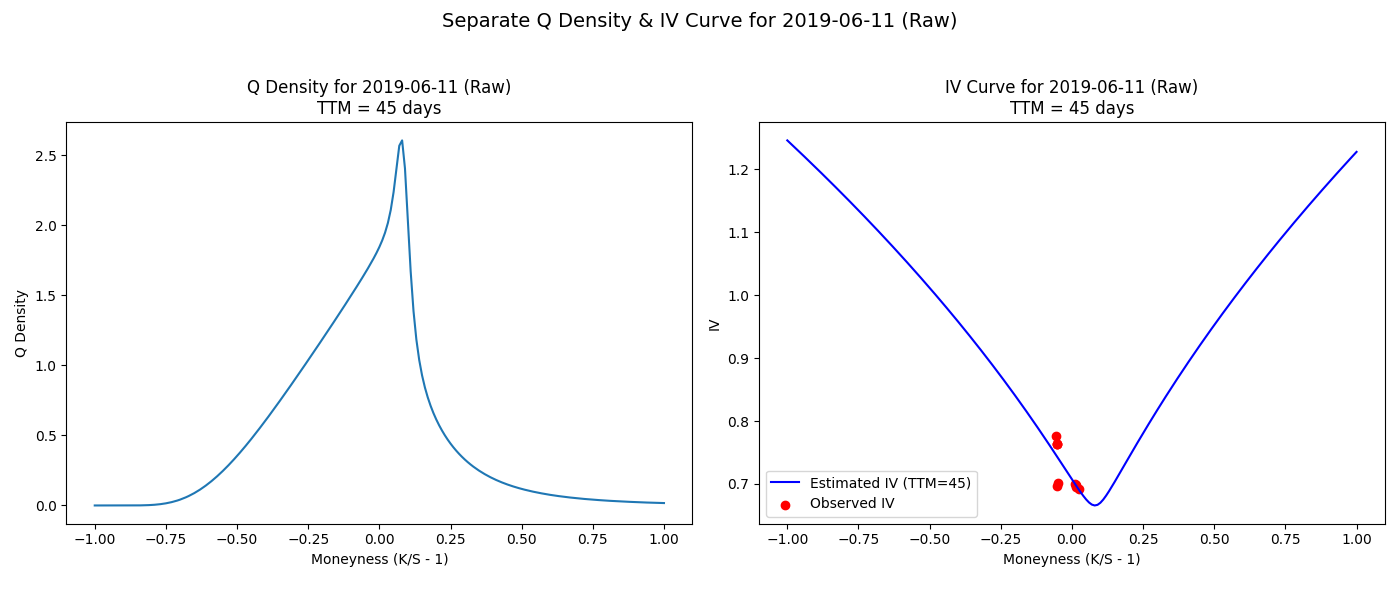 Separate Q Density & IV Curve for 2019-06-11 (Raw)
Q Density for 2019-06-11 (Raw)
TTM = 45 days
Q Density
2.5
2.0
1.5
1.0
0.5
0.0
−1.00 −0.75 −0.50 −0.25 0.00 0.25 0.50 0.75 1.00
Moneyness (K/S - 1)
IV Curve for 2019-06-11 (Raw)
TTM = 45 days
IV
1.2
1.1
1.0
0.9
0.8
0.7
Estimated IV (TTM=45)
Observed IV
−1.00 −0.75 −0.50 −0.25 0.00 0.25 0.50 0.75 1.00
Moneyness (K/S - 1)